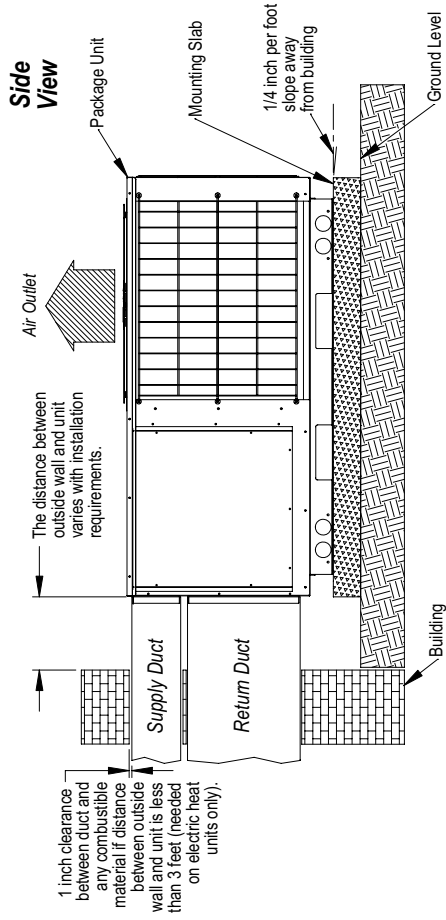 Side
View
Air Outlet
Package Unit
The distance between
outside wall and unit
varies with installation
requirements.
Mounting Slab
1/4 inch per foot
slope away
from building
Ground Level
Supply Duct
Return Duct
1 inch clearance
between duct and
any combustible
material if distance
between outside
wall and unit is less
than 3 feet (needed
on electric heat
units only).
Building